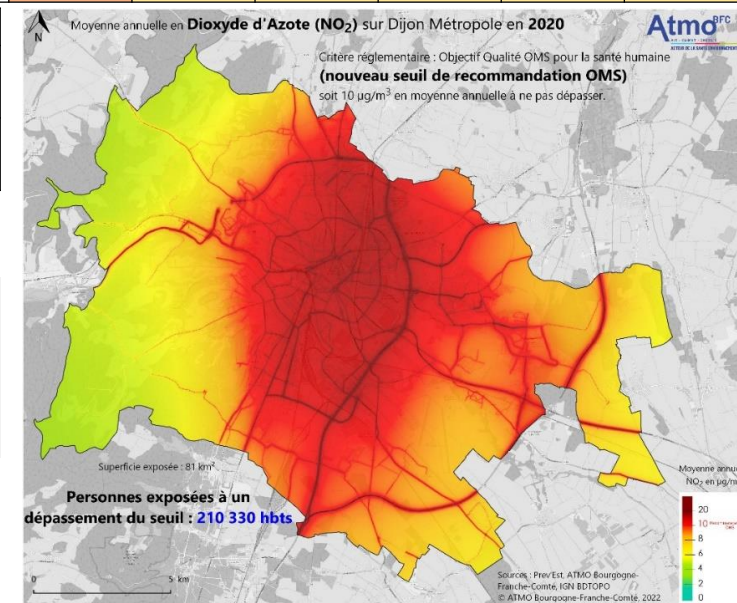 N
Moyenne annuelle en Dioxyde d'Azote (NO₂) sur Dijon Métropole en 2020
Atmo BFC
Critère réglementaire : Objectif Qualité OMS pour la santé humaine
(nouveau seuil de recommandation OMS)
soit 10 µg/m³ en moyenne annuelle à ne pas dépasser.
Superficie exposée : 81 km²
Personnes exposées à un
dépassement du seuil : 210 330 hbts
0 5 km
Moyenne annu
NO₂ en µg/m
20
10
8
6
4
2
0
Sources : Prev'Est, ATMO Bourgogne-
Franche-Comté, IGN BDTOPO
© ATMO Bourgogne-Franche-Comté, 2022